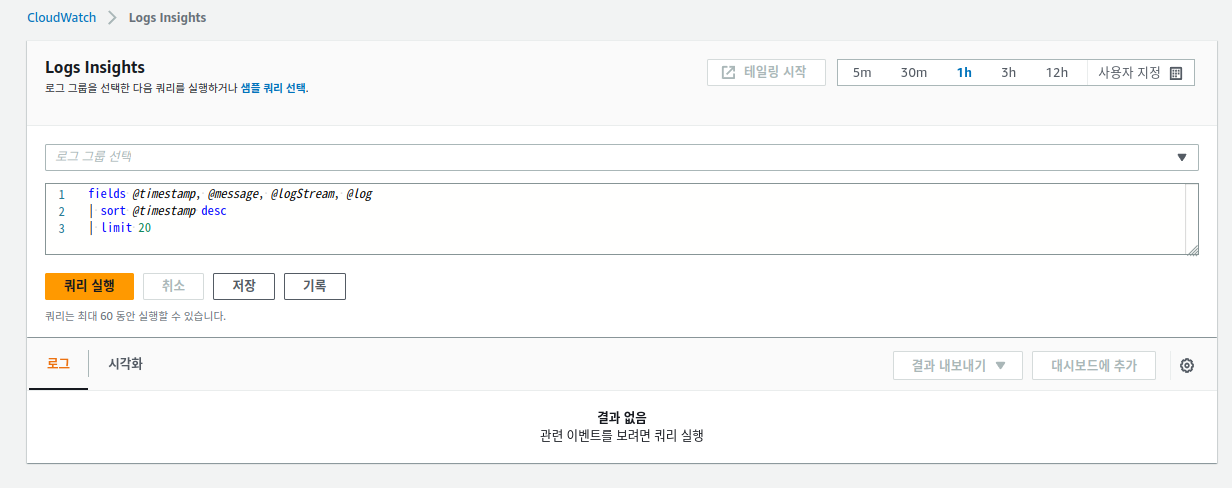 CloudWatch > Logs Insights
Logs Insights
로그 그룹을 선택한 다음 쿼리를 실행하거나 샘플 쿼리 선택.
테일링 시작
5m 30m 1h 3h 12h 사용자 지정
로그 그룹 선택
1 fields @timestamp, @message, @logStream, @log
2 | sort @timestamp desc
3 | limit 20
쿼리 실행 취소 저장 기록
쿼리는 최대 60 동안 실행할 수 있습니다.
로그 시각화
결과 내보내기 대시보드에 추가
결과 없음
관련 이벤트를 보려면 쿼리 실행